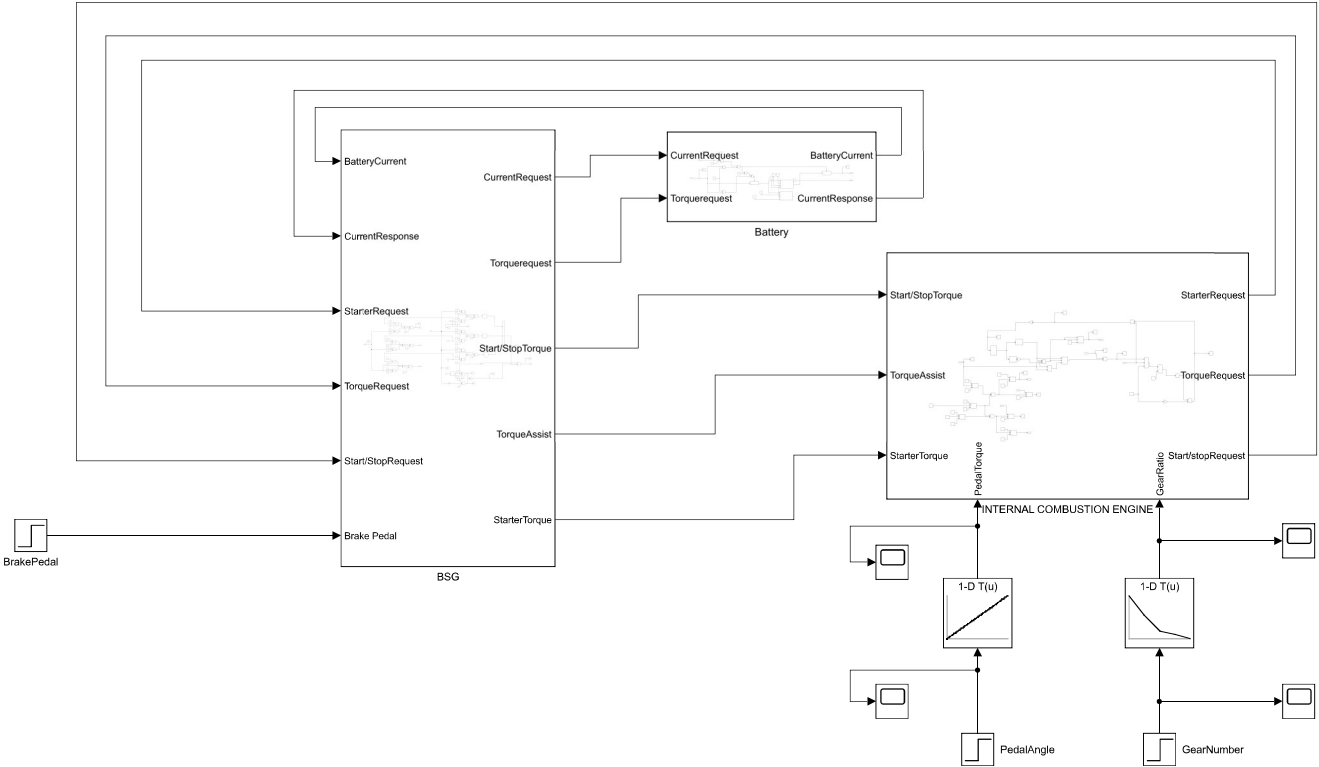 BatteryCurrent
CurrentRequest
CurrentResponse
Torquerequest
StarterRequest
Start/StopTorque
TorqueRequest
TorqueAssist
Start/StopRequest
StarterTorque
Brake Pedal
BSG
BrakePedal
CurrentRequest
BatteryCurrent
Torquerequest
CurrentResponse
Battery
Start/StopTorque
StarterRequest
TorqueAssist
TorqueRequest
StarterTorque
Start/stopRequest
PedalTorque
GearRatio
INTERNAL COMBUSTION ENGINE
1-D T(u)
1-D T(u)
PedalAngle
GearNumber